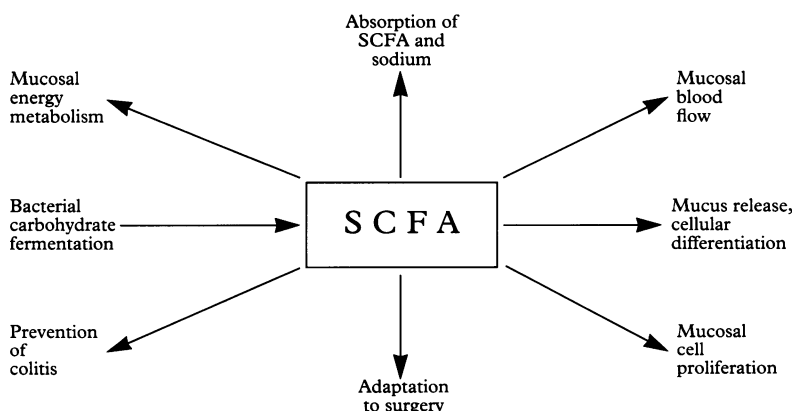 Absorption of
SCFA and
sodium
Mucosal
energy
metabolism
Mucosal
blood
flow
Bacterial
carbohydrate
fermentation
S C F A
Mucus release,
cellular
differentiation
Prevention
of
colitis
Adaptation
to surgery
Mucosal
cell
proliferation